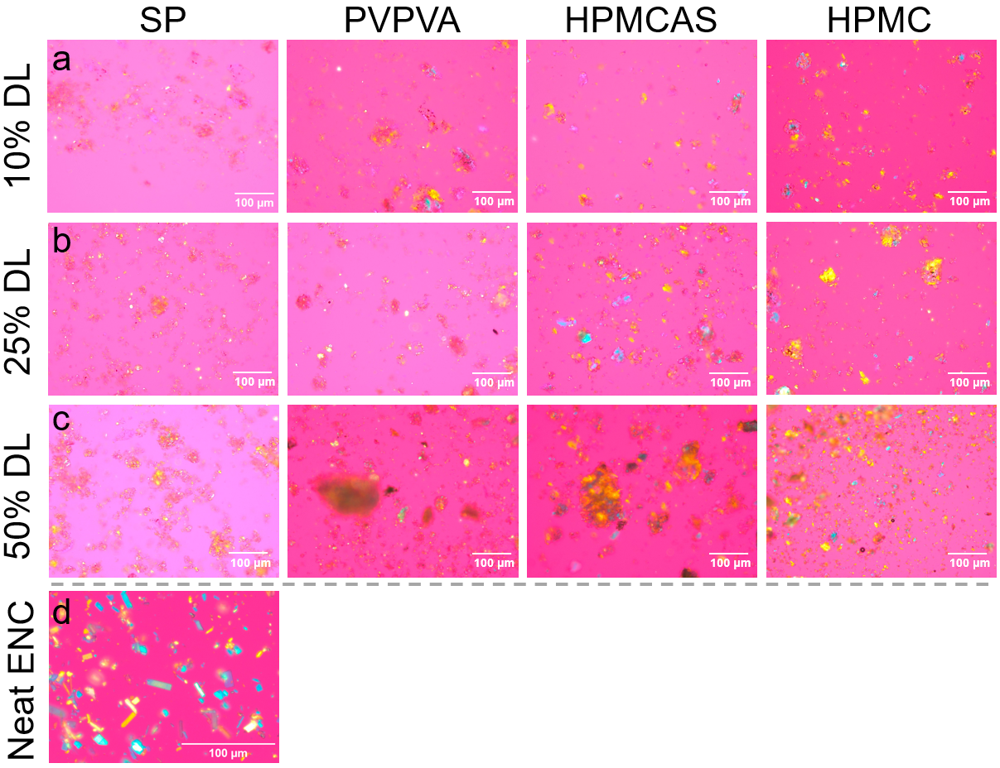 SP PVPVA HPMCAS HPMC
10% DL
a
100 µm 100 µm 100 µm 100 µm
25% DL
b
100 µm 100 µm 100 µm 100 µm
50% DL
c
100 µm 100 µm 100 µm 100 µm
Neat ENC
d
100 µm